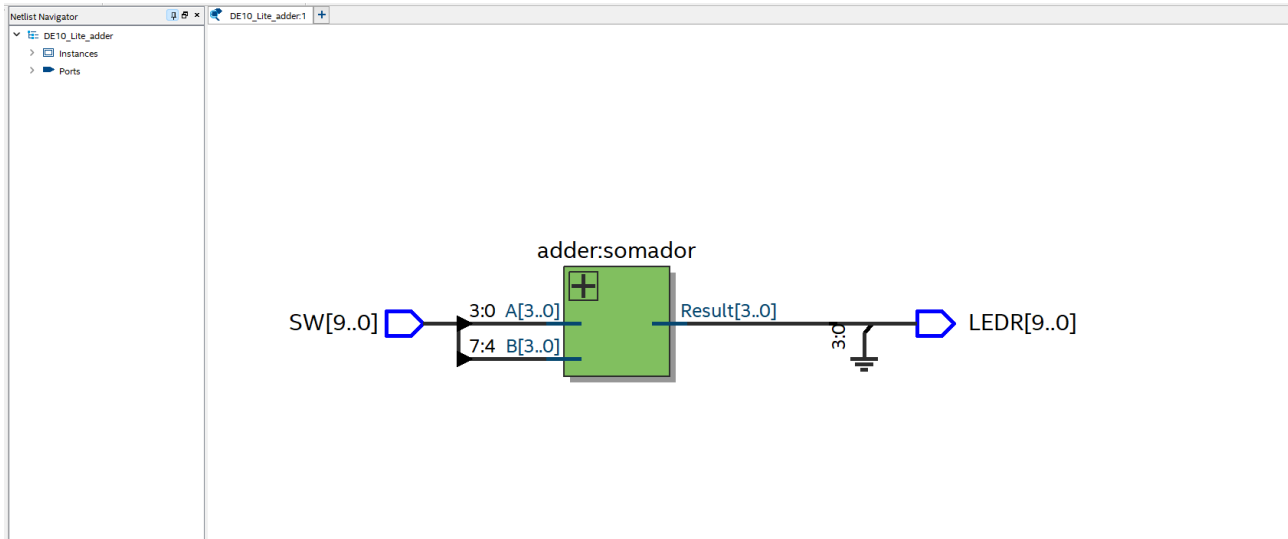 Netlist Navigator
DE10_Lite_adder:1
DE10_Lite_adder
Instances
Ports
adder:somador
SW[9..0]
3:0 A[3..0]
7:4 B[3..0]
Result[3..0]
3:0
LEDR[9..0]